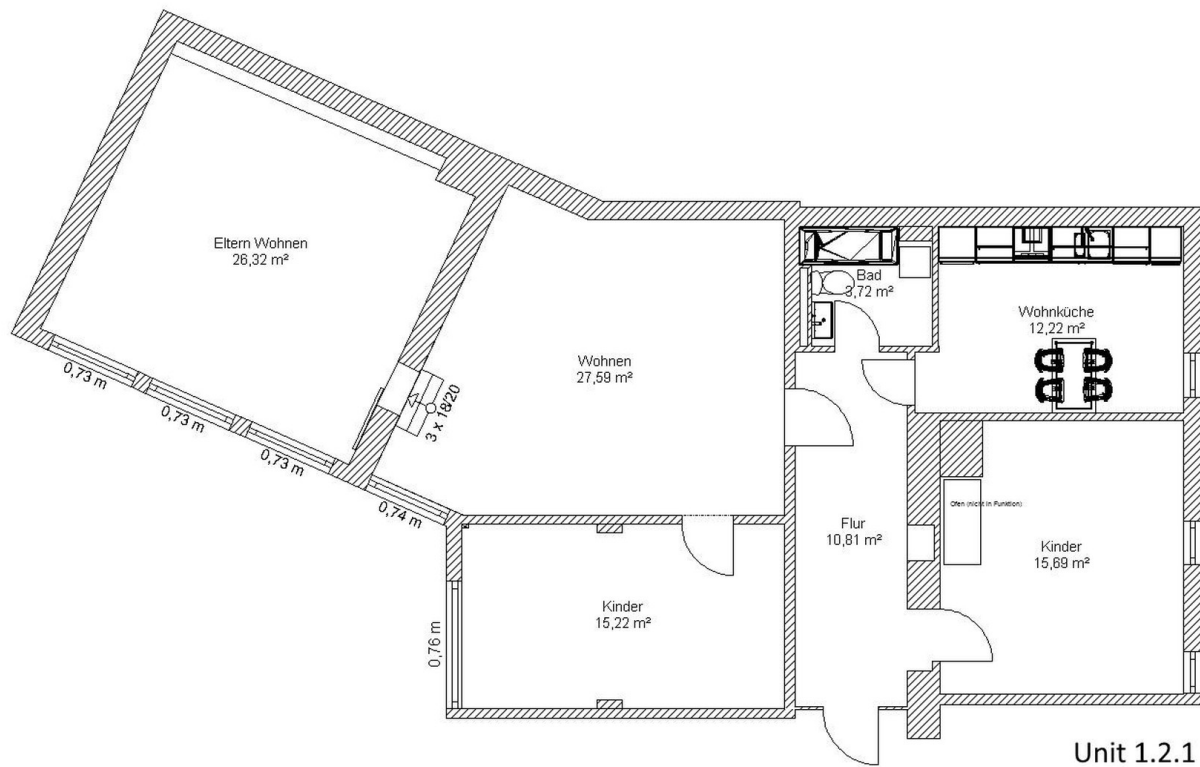 Eltern Wohnen
26,32 m²
Bad
3,72 m²
Wohnküche
12,22 m²
Wohnen
27,59 m²
0,73 m
0,73 m
0,73 m
3 x 18/20
0,74 m
Ofen (nicht in Funktion)
Flur
10,81 m²
Kinder
15,69 m²
Kinder
15,22 m²
0,76 m
Unit 1.2.1